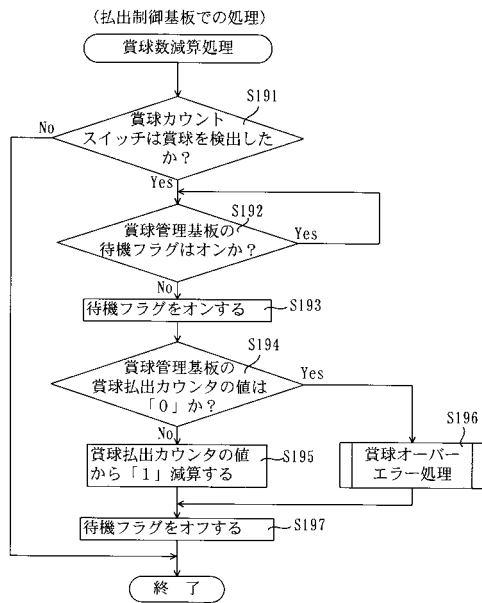 (払出制御基板での処理)
賞球数減算処理
S191
賞球カウント
スイッチは賞球を検出した
か?
No
Yes
S192
賞球管理基板の
待機フラグはオンか?
Yes
No
待機フラグをオンする
S193
S194
賞球管理基板の
賞球払出カウンタの値は
「0」か?
Yes
No
賞球払出カウンタの値
から「1」減算する
S195
S196
賞球オーバー
エラー処理
待機フラグをオフする
S197
終 了